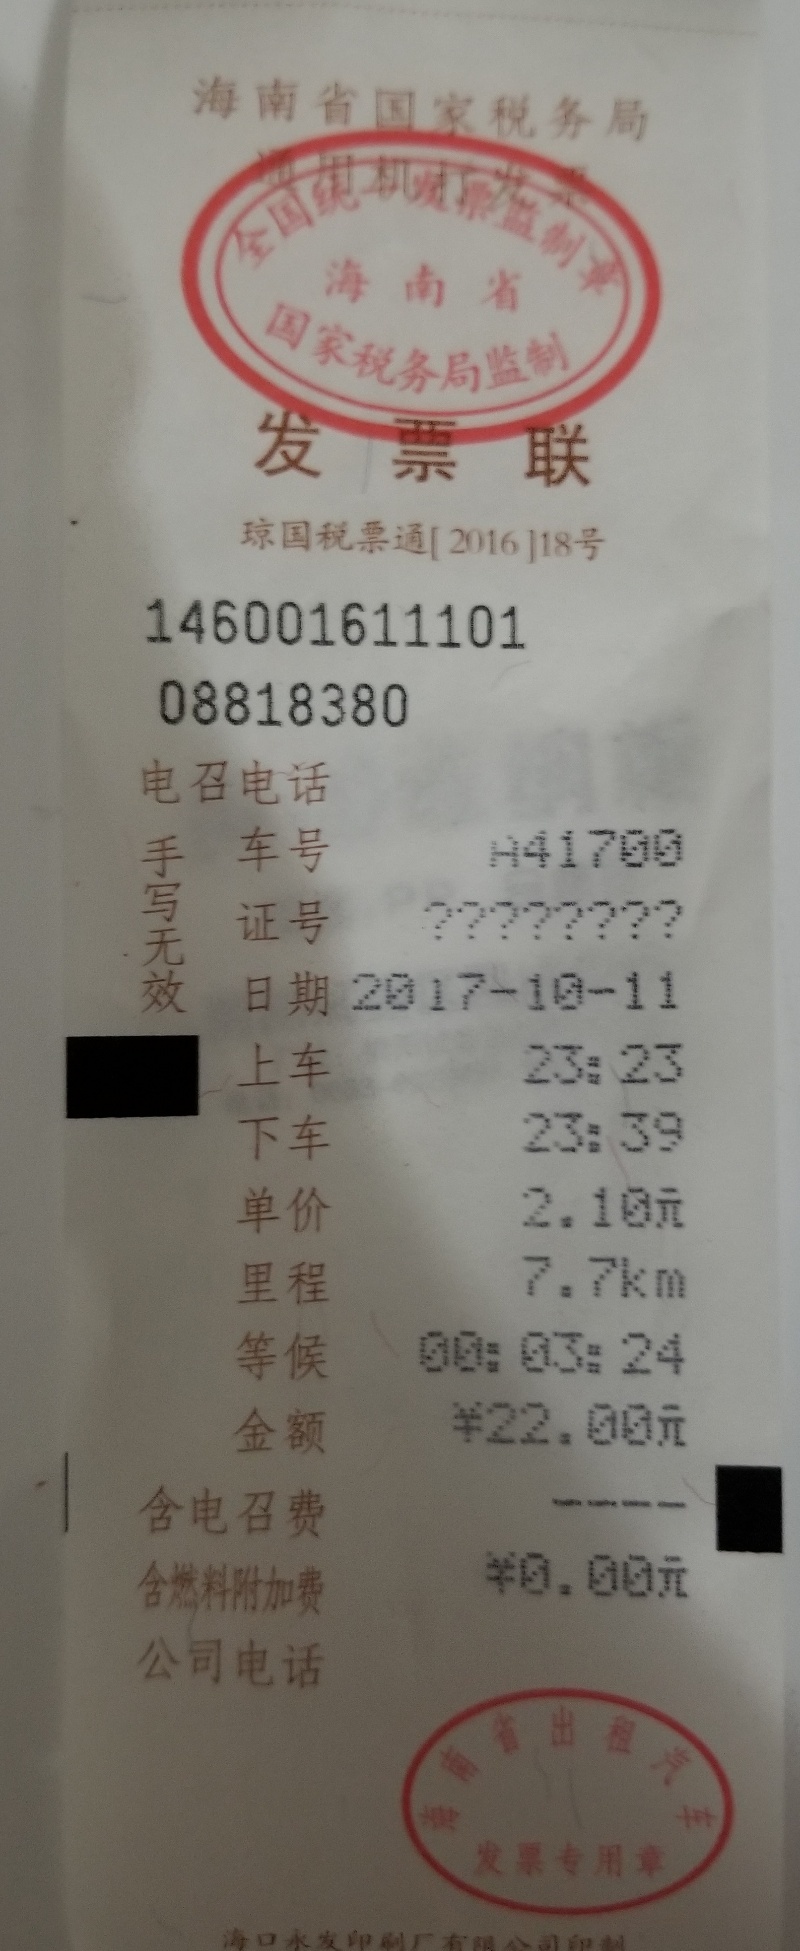 海南省国家税务局
通用机打发票
全国统一发票监制章
海南省
国家税务局监制
发票联
琼国税票通[2016]18号
146001611101
08818380
电召电话
手写无效
车号 A41700
证号 ????????
日期 2017-10-11
上车 23:23
下车 23:39
单价 2.10元
里程 7.7km
等候 00:03:24
金额 ¥22.00元
含电召费 ----
含燃料附加费 ¥0.00元
公司电话
海南省出租汽车
发票专用章
海口永发印刷厂有限公司印制